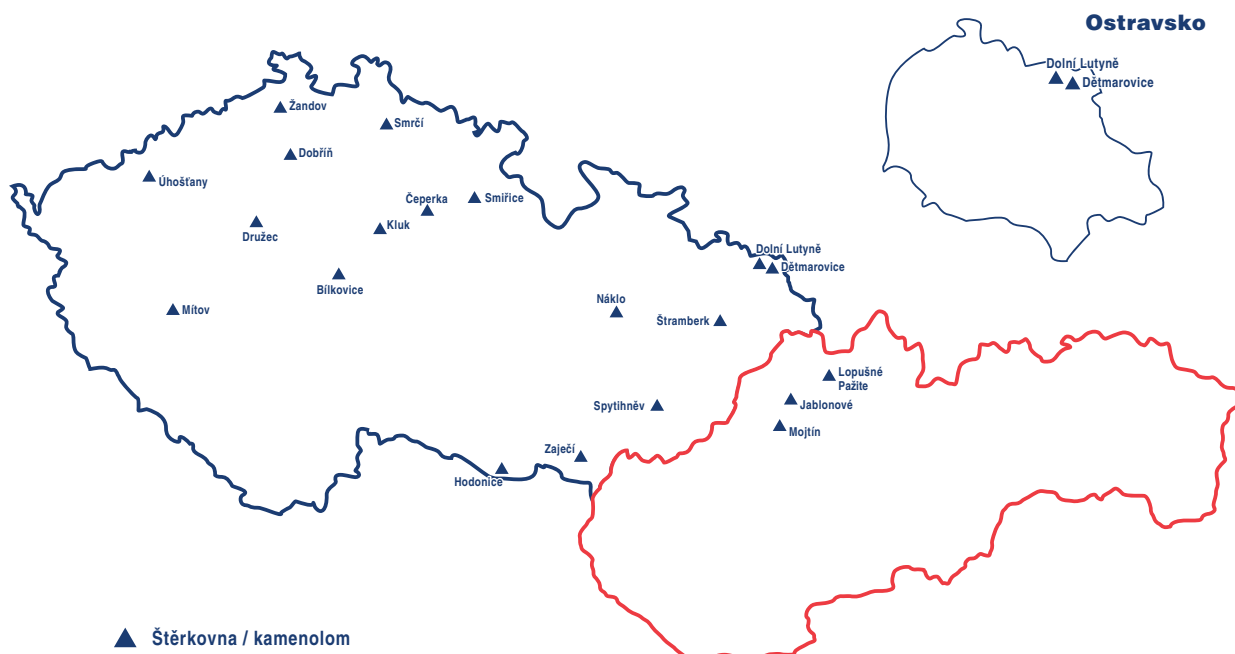 Ostravsko
Dolní Lutyně
Dětmarovice
Žandov
Smrčí
Dobříň
Úhošťany
Čeperka
Smiřice
Kluk
Družec
Dolní Lutyně
Dětmarovice
Bílkovice
Náklo
Mítov
Štramberk
Lopušné
Pažite
Jablonové
Spytihněv
Mojtín
Zaječí
Hodonice
Štěrkovna / kamenolom